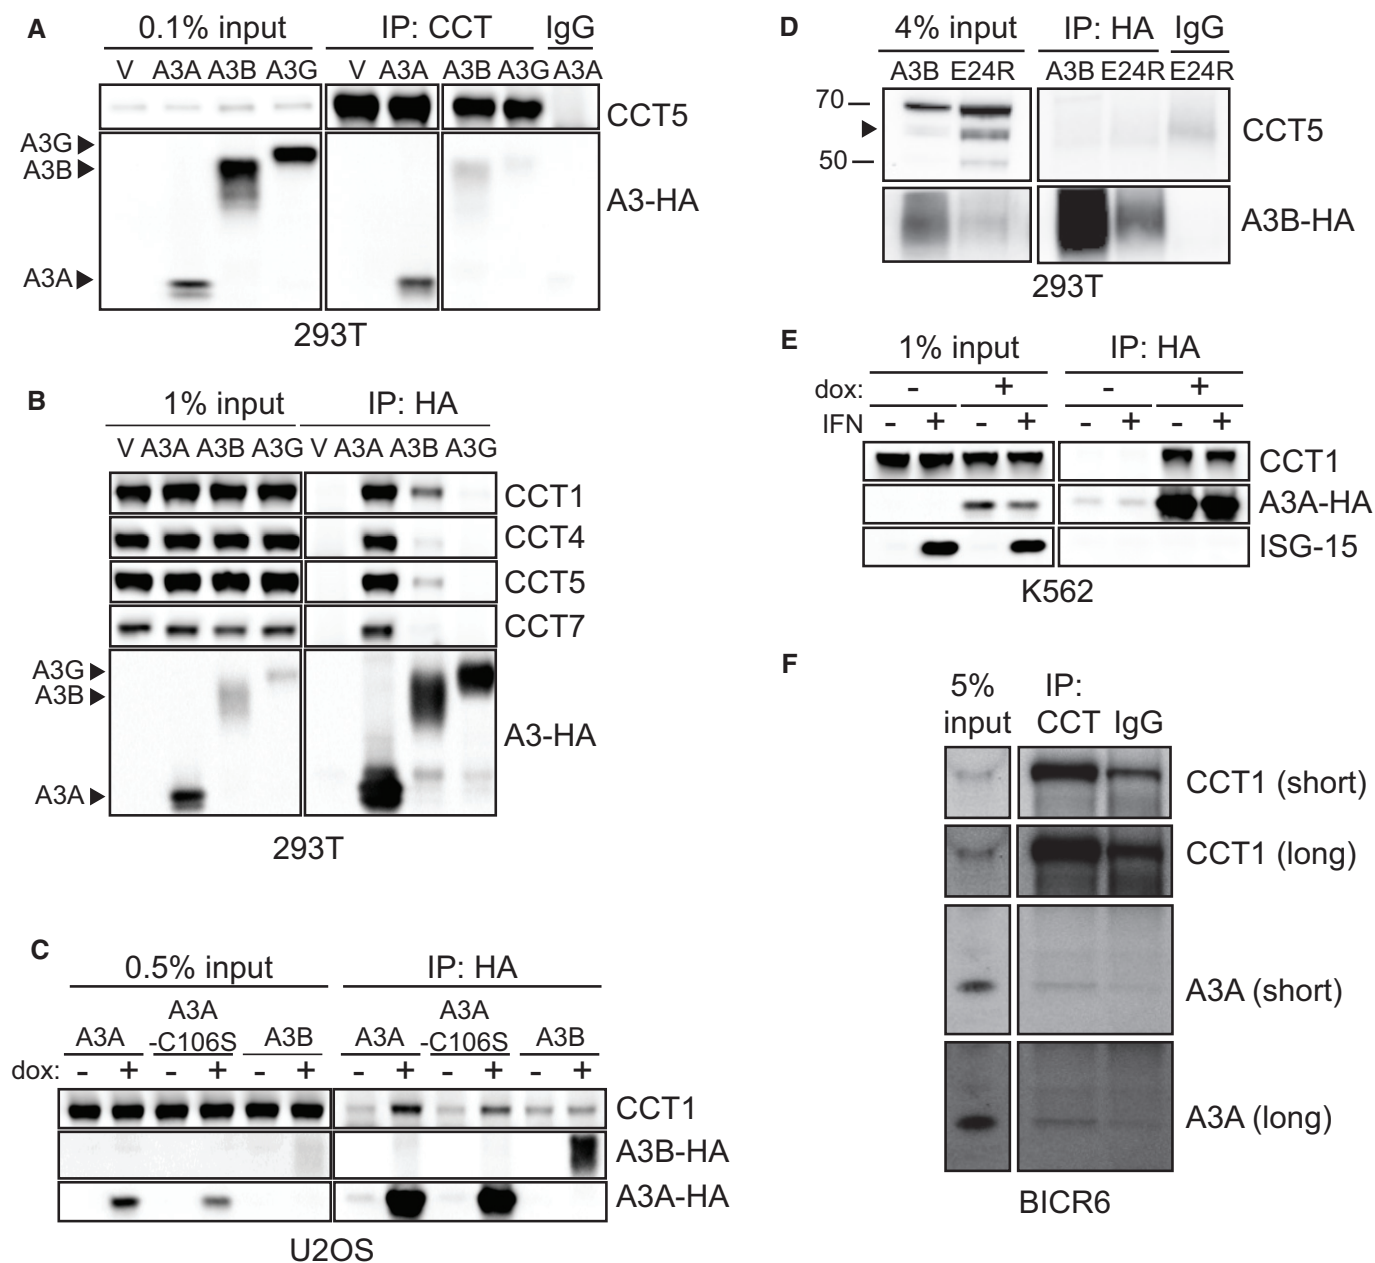 A
0.1% input IP: CCT IgG
V A3A A3B A3G V A3A A3B A3G A3A
CCT5
A3G
A3B
A3-HA
A3A
293T
B
1% input IP: HA
V A3A A3B A3G V A3A A3B A3G
CCT1
CCT4
CCT5
CCT7
A3G
A3B
A3-HA
A3A
293T
C
0.5% input IP: HA
A3A A3A -C106S A3B A3A A3A -C106S A3B
dox: - + - + - + - + - + - +
CCT1
A3B-HA
A3A-HA
U2OS
D
4% input IP: HA IgG
A3B E24R A3B E24R E24R
70
CCT5
50
A3B-HA
293T
E
1% input IP: HA
dox: - + - +
IFN - + - + - + - +
CCT1
A3A-HA
ISG-15
K562
F
5% input IP: CCT IgG
CCT1 (short)
CCT1 (long)
A3A (short)
A3A (long)
BICR6